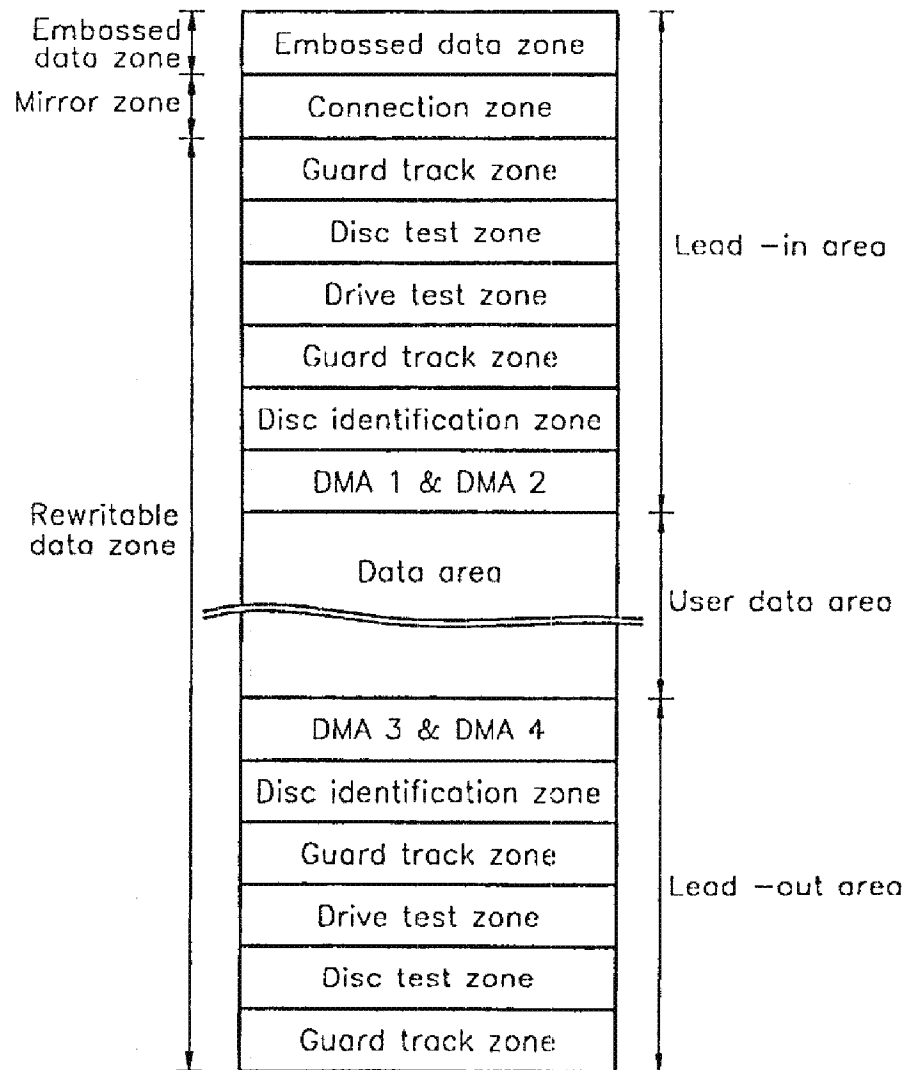 Embossed
data zone
Mirror zone
Rewritable
data zone
Embossed data zone
Connection zone
Guard track zone
Disc test zone
Drive test zone
Guard track zone
Disc identification zone
DMA 1 & DMA 2
Data area
DMA 3 & DMA 4
Disc identification zone
Guard track zone
Drive test zone
Disc test zone
Guard track zone
Lead -in area
User data area
Lead -out area